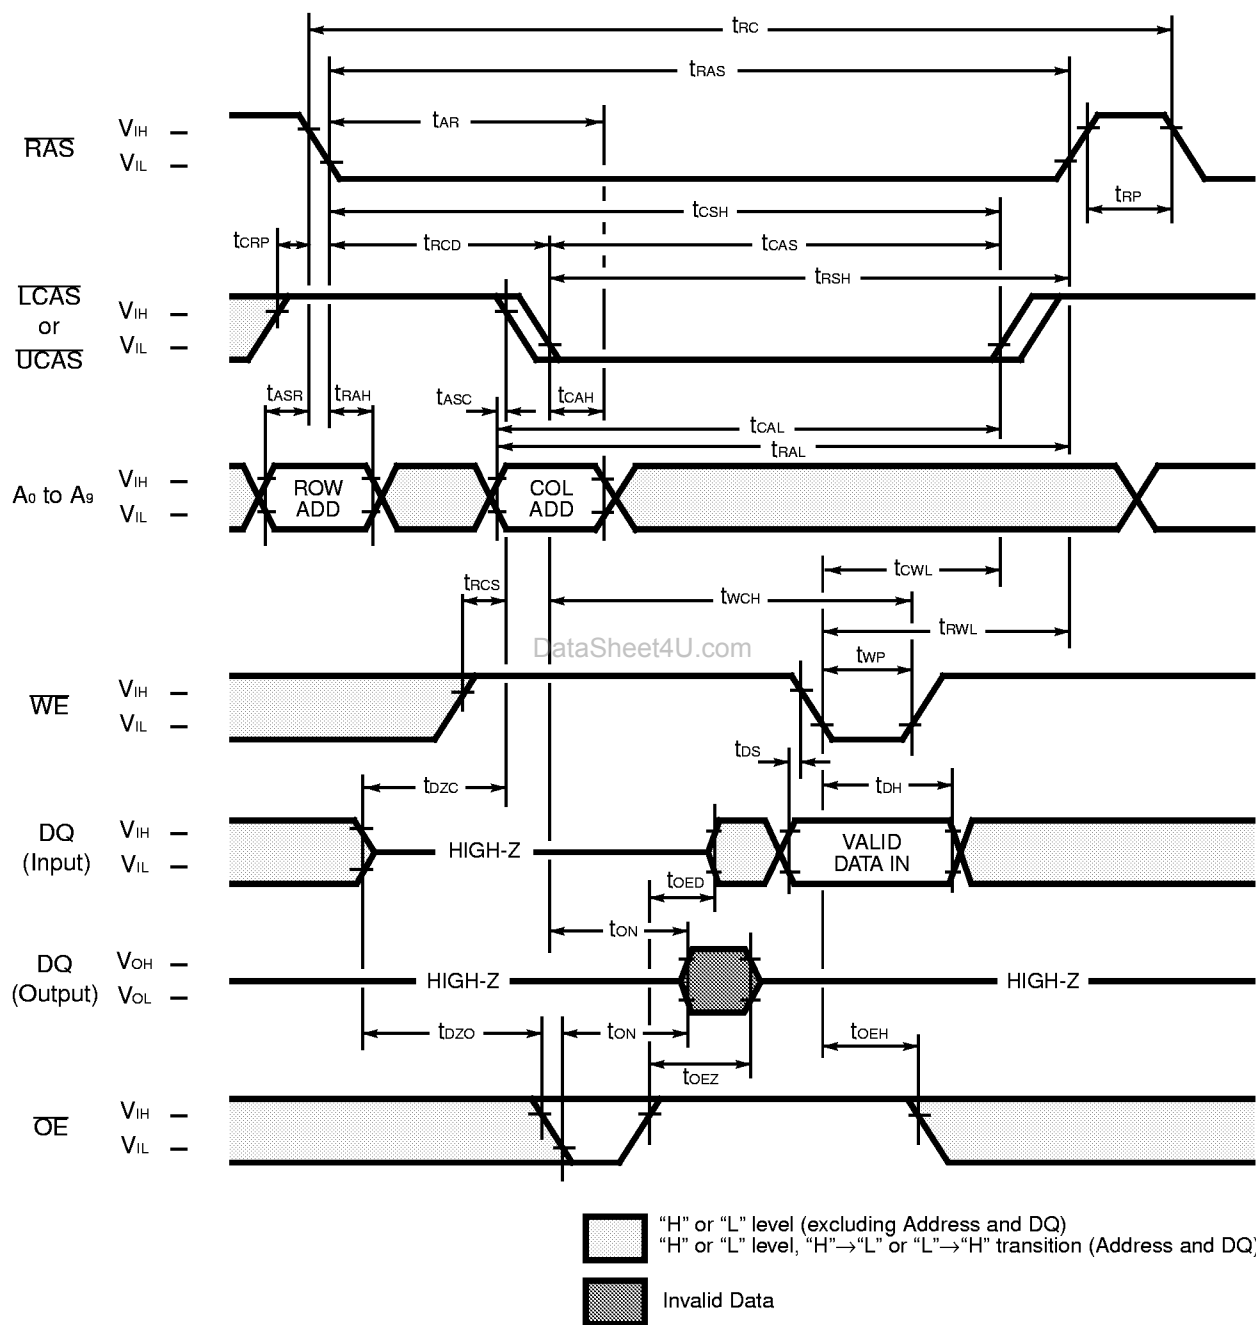 tRC
tRAS
tAR
RAS
VIH
VIL
tRP
tCSH
tCRP
tRCD
tCAS
tRSH
LCAS
or
UCAS
VIH
VIL
tASR
tRAH
tASC
tCAH
tCAL
tRAL
A0 to A9
VIH
VIL
ROW
ADD
COL
ADD
tCWL
tRCS
tWCH
tRWL
DataSheet4U.com
tWP
WE
VIH
VIL
tDS
tDZC
tDH
DQ
(Input)
VIH
VIL
HIGH-Z
VALID
DATA IN
tOED
tON
DQ
(Output)
VOH
VOL
HIGH-Z
HIGH-Z
tDZO
tON
tOEH
tOEZ
OE
VIH
VIL
“H” or “L” level (excluding Address and DQ)
“H” or “L” level, “H”→“L” or “L”→“H” transition (Address and DQ)
Invalid Data